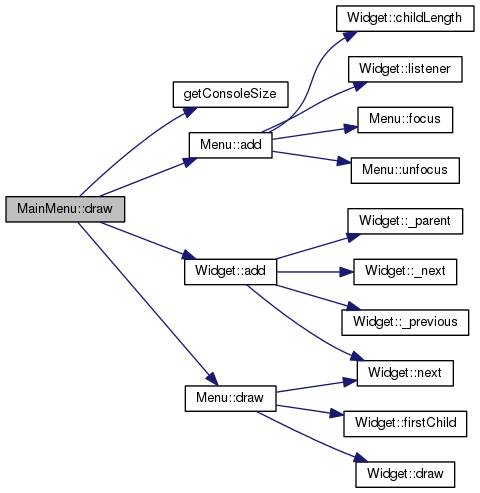 Widget::childLength
Widget::listener
getConsoleSize
Menu::focus
Menu::add
Menu::unfocus
MainMenu::draw
Widget::_parent
Widget::add
Widget::_next
Widget::_previous
Widget::next
Menu::draw
Widget::firstChild
Widget::draw